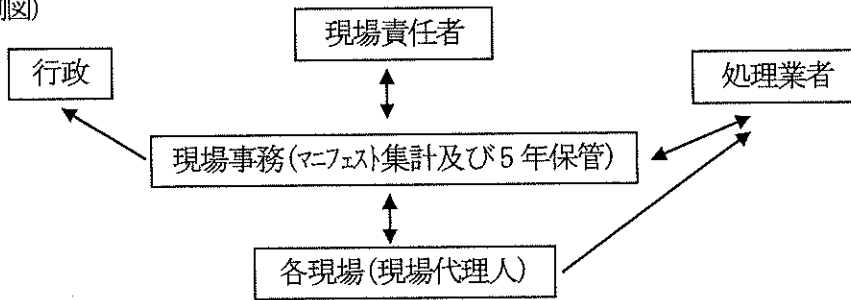 現場責任者
行政
処理業者
現場事務(マニフェスト集計及び5年保管)
各現場(現場代理人)